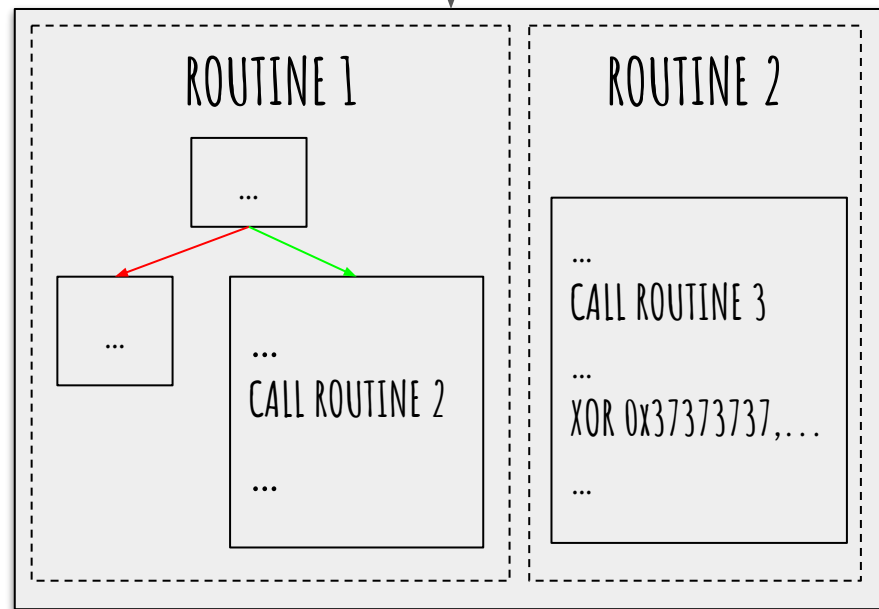 ROUTINE 1
...
...
...
CALL ROUTINE 2
...
ROUTINE 2
...
CALL ROUTINE 3
...
XOR 0x37373737,...
...